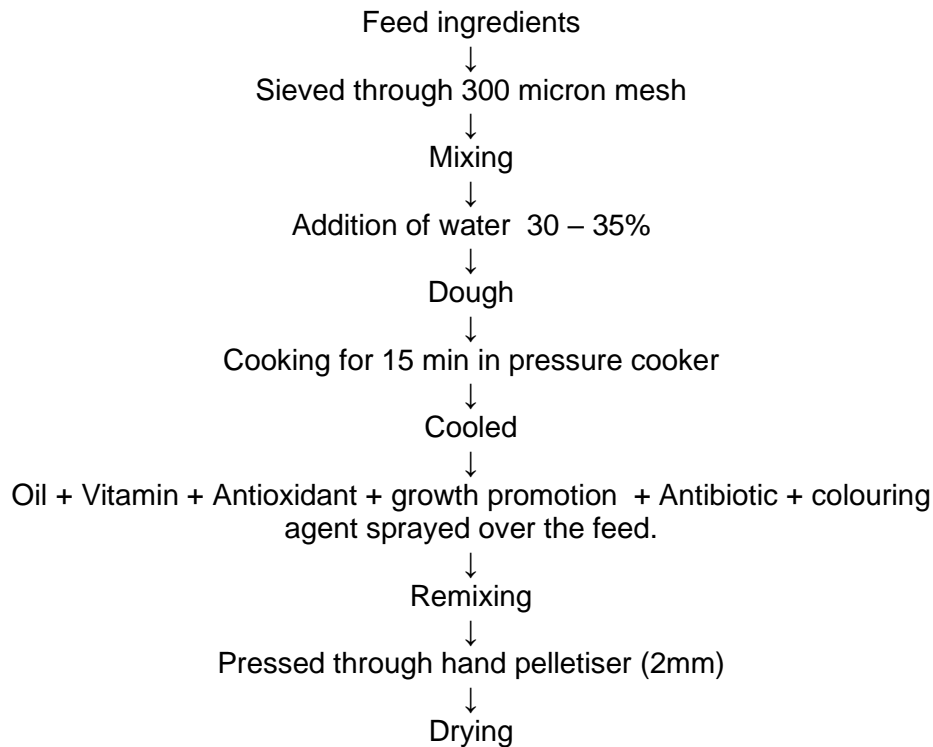 Feed ingredients
↓
Sieved through 300 micron mesh
↓
Mixing
↓
Addition of water  30 – 35%
↓
Dough
↓
Cooking for 15 min in pressure cooker
↓
Cooled
↓
Oil + Vitamin + Antioxidant + growth promotion  + Antibiotic + colouring
agent sprayed over the feed.
↓
Remixing
↓
Pressed through hand pelletiser (2mm)
↓
Drying